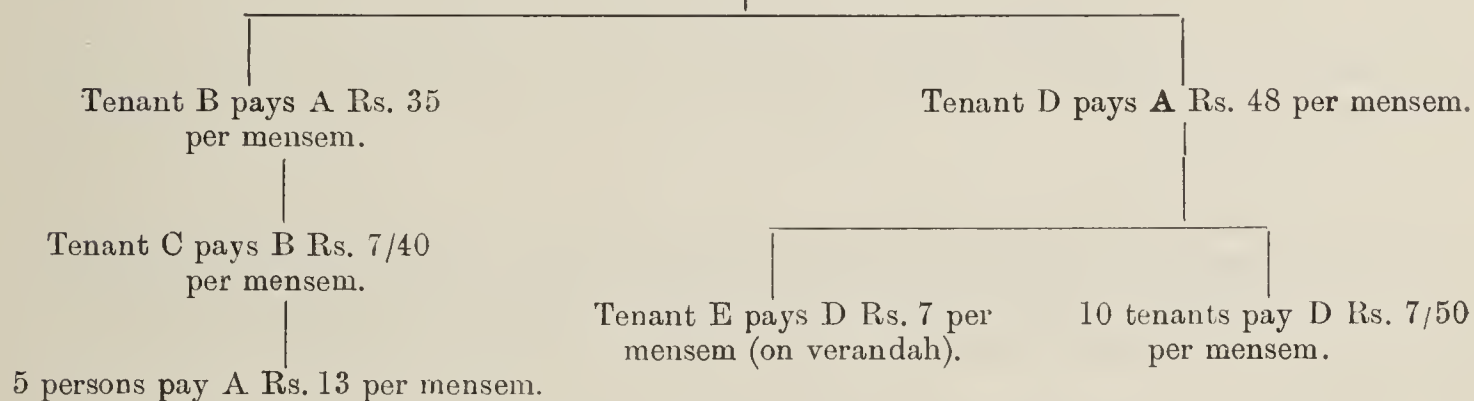 Tenant B pays A Rs. 35
per mensem.
Tenant D pays A Rs. 48 per mensem.
Tenant C pays B Rs. 7/40
per mensem.
Tenant E pays D Rs. 7 per
mensem (on verandah).
10 tenants pay D Rs. 7/50
per mensem.
5 persons pay A Rs. 13 per mensem.